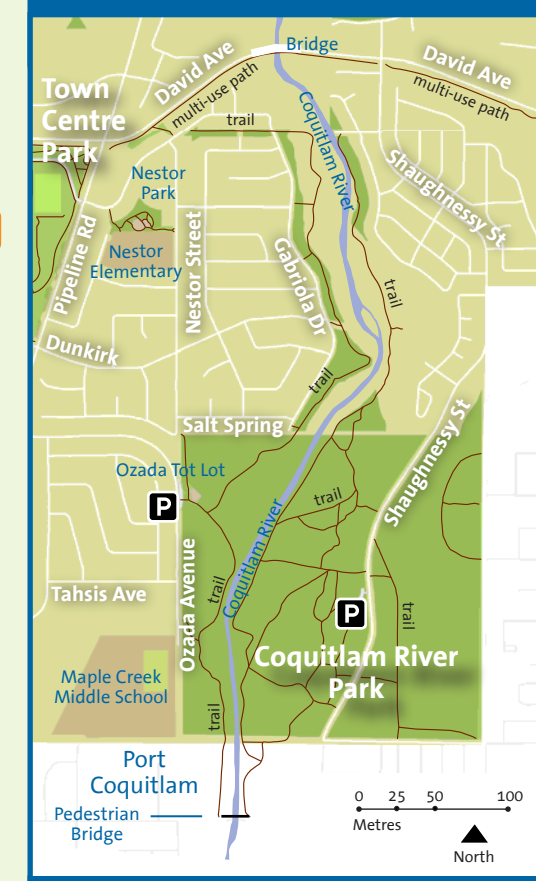 Bridge
David Ave
David Ave
multi-use path
multi-use path
Town
Centre
Park
trail
Coquitlam River
Nestor
Park
Shaughnessy St
Nestor
Elementary
Pipeline Rd
Nestor Street
Gabriola Dr
trail
Dunkirk
trail
Salt Spring
Shaughnessy St
Ozada Tot Lot
P
trail
Coquitlam River
Tahsis Ave
Ozada Avenue
trail
P
trail
Coquitlam River
Park
Maple Creek
Middle School
trail
Port
Coquitlam
Pedestrian
Bridge
0 25 50 100
Metres
North